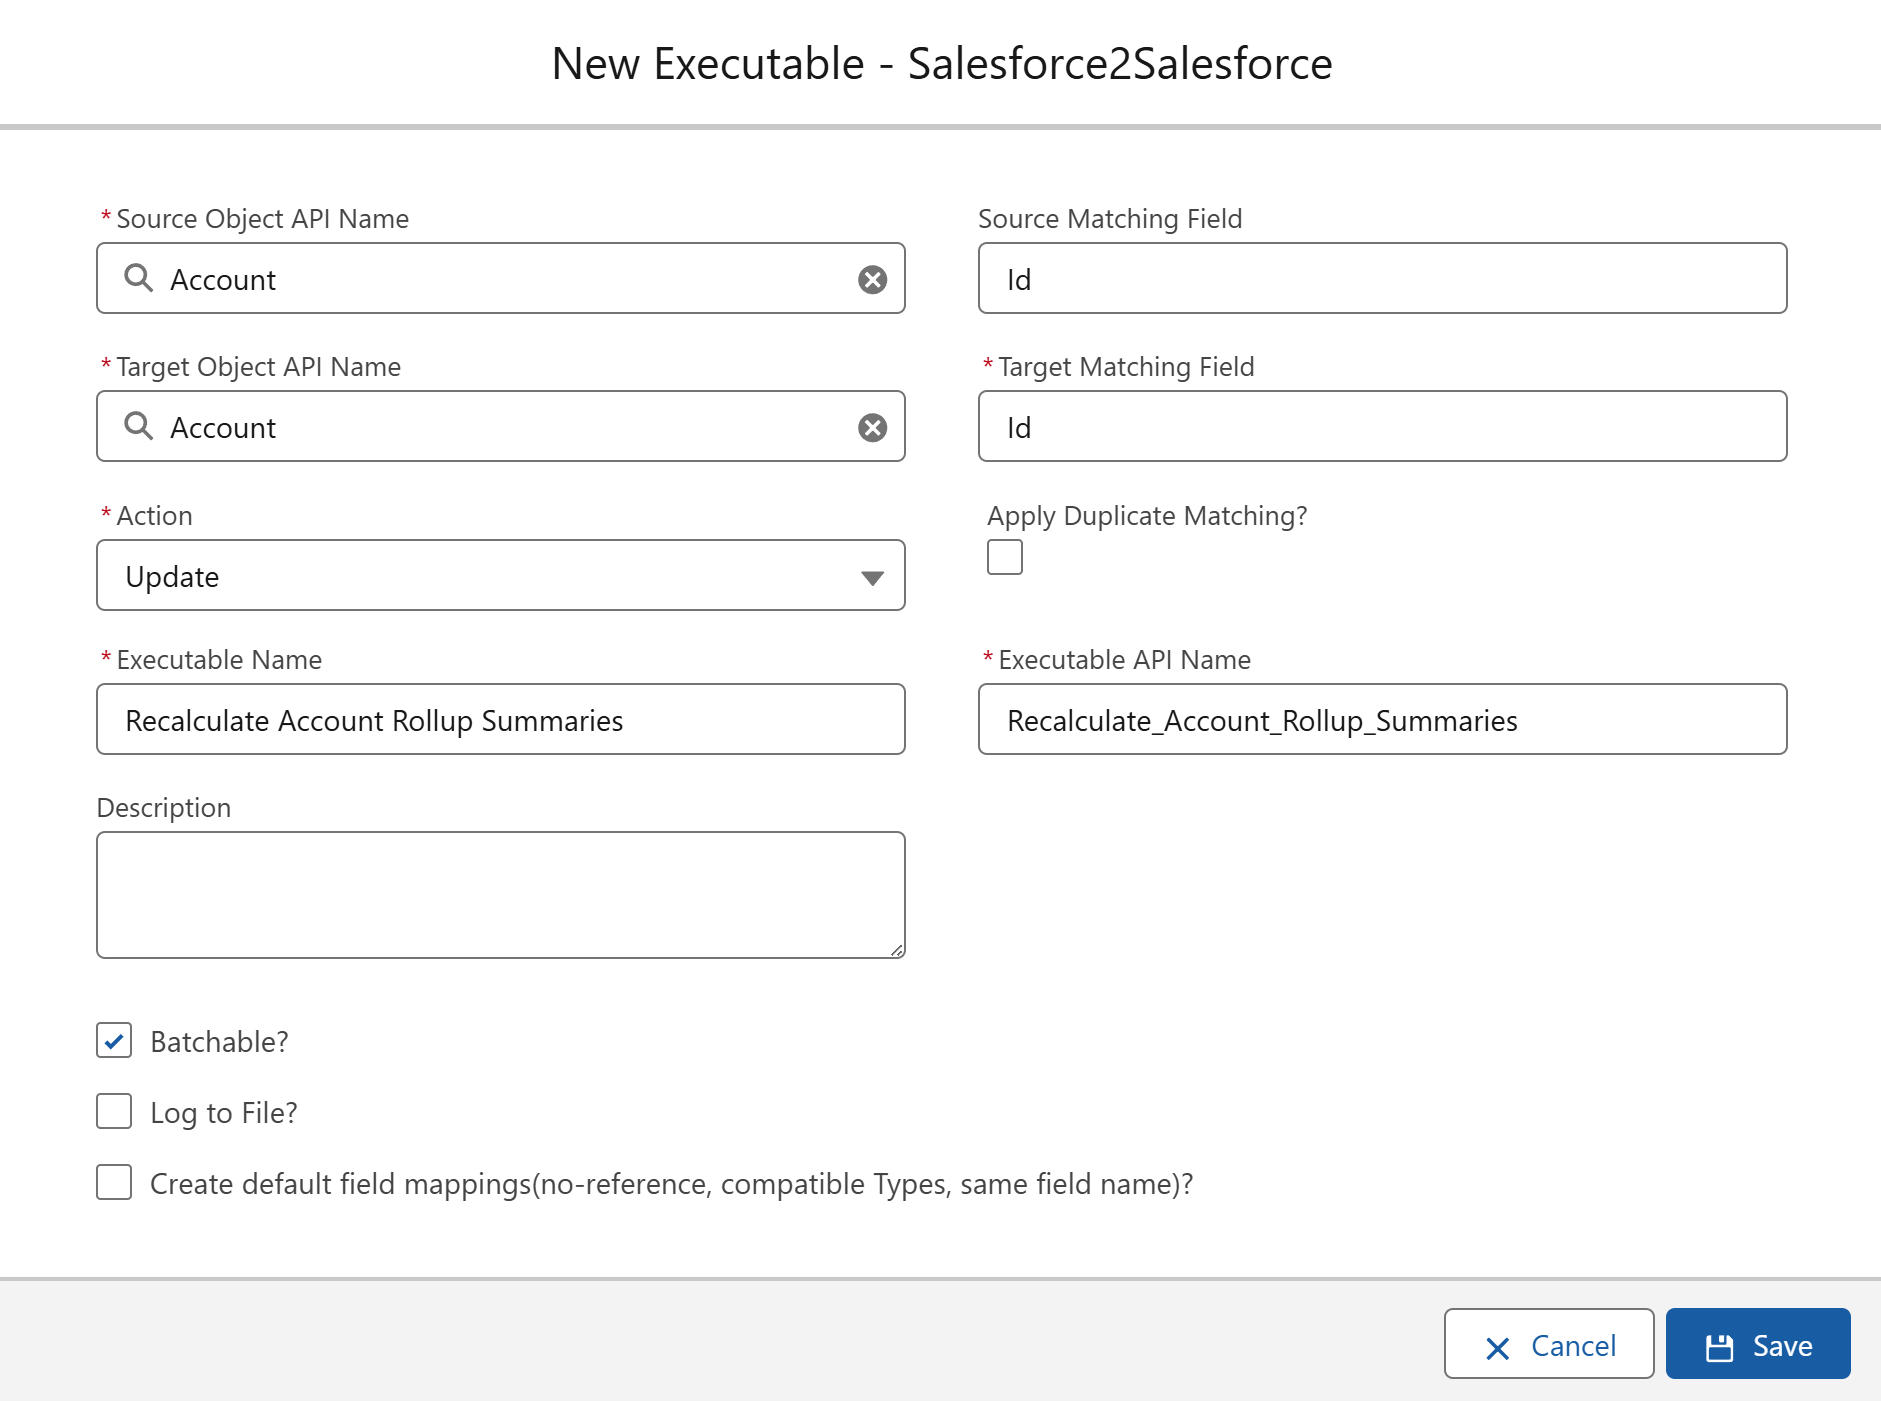 New Executable - Salesforce2Salesforce
* Source Object API Name
Account
Source Matching Field
Id
* Target Object API Name
Account
* Target Matching Field
Id
* Action
Update
Apply Duplicate Matching?
* Executable Name
Recalculate Account Rollup Summaries
* Executable API Name
Recalculate_Account_Rollup_Summaries
Description
Batchable?
Log to File?
Create default field mappings(no-reference, compatible Types, same field name)?
Cancel
Save